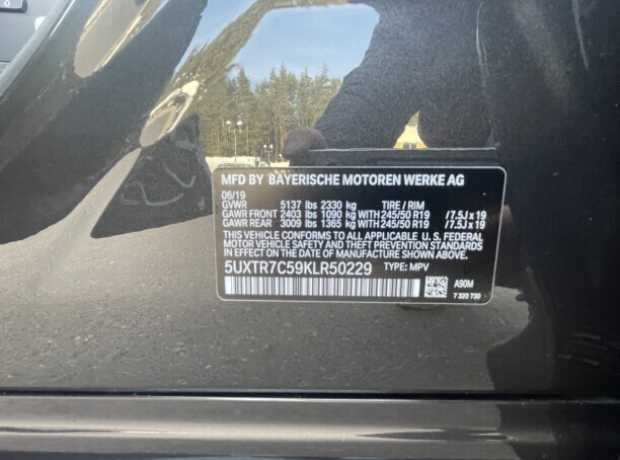 MFD BY BAYERISCHE MOTOREN WERKE AG
06/19
GVWR 5137 lbs 2330 kg TIRE / RIM
GAWR FRONT 2403 lbs 1090 kg WITH 245/50 R19 /7.5J x 19
GAWR REAR 3009 lbs 1365 kg WITH 245/50 R19 /7.5J x 19
THIS VEHICLE CONFORMS TO ALL APPLICABLE U. S. FEDERAL
MOTOR VEHICLE SAFETY AND THEFT PREVENTION STANDARDS
IN EFFECT ON THE DATE OF MANUFACTURE SHOWN ABOVE.
5UXTR7C59KLR50229 TYPE: MPV
A90M
7 320 730